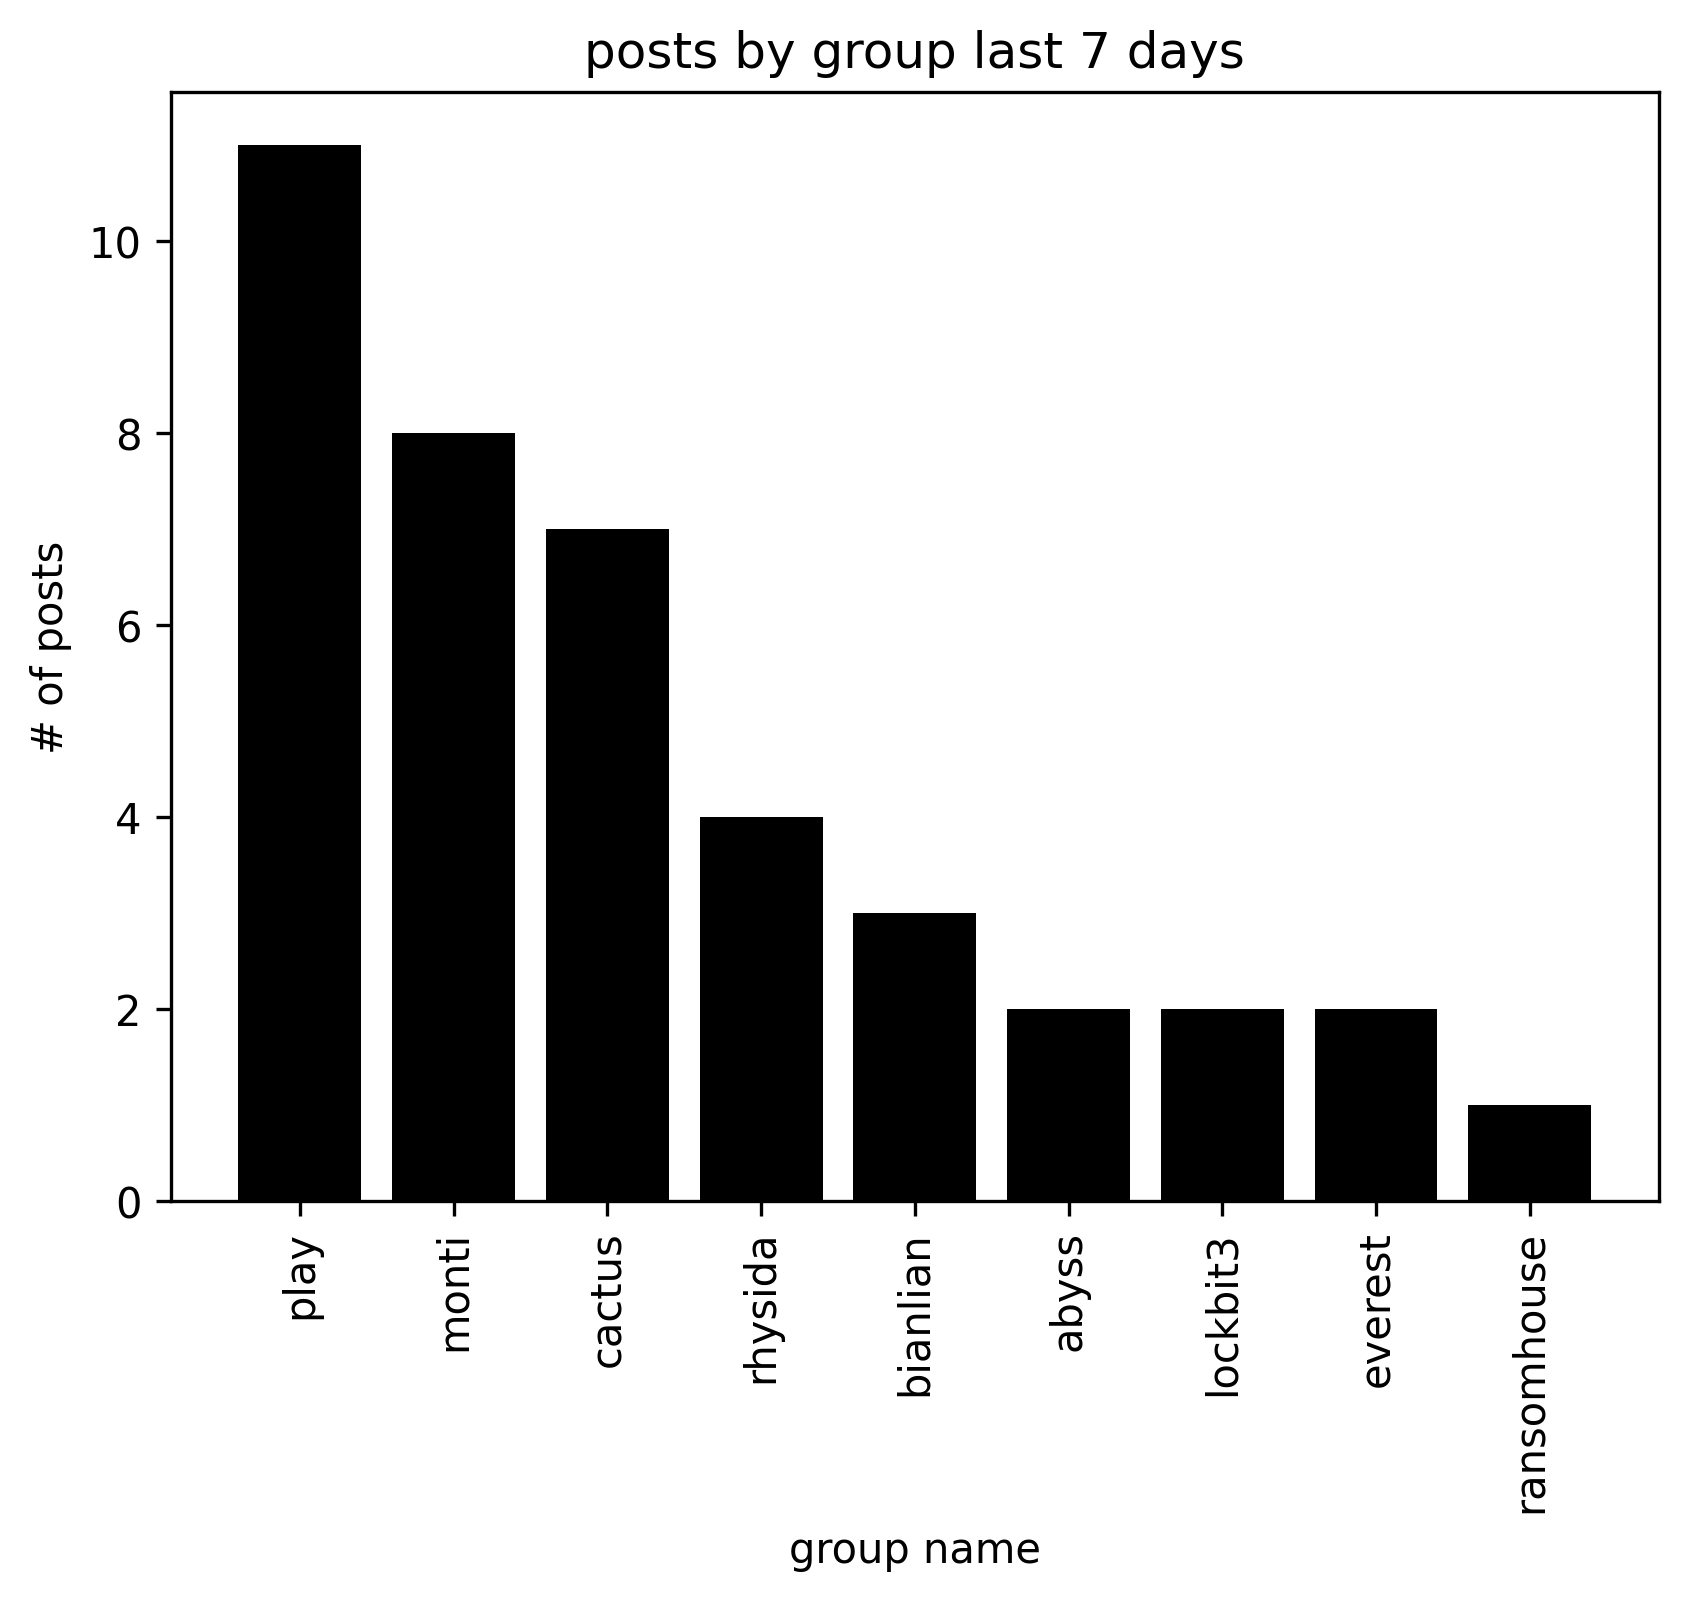 posts by group last 7 days
# of posts
10
8
6
4
2
0
play
monti
cactus
rhysida
bianlian
abyss
lockbit3
everest
ransomhouse
group name